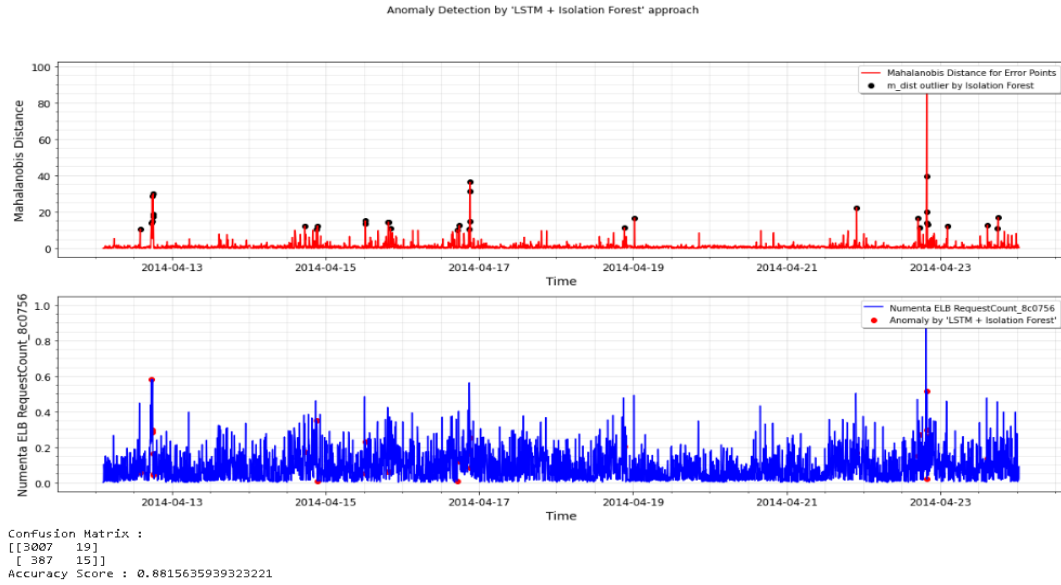 Anomaly Detection by 'LSTM + Isolation Forest' approach
100
80
60
40
20
0
Mahalanobis Distance
Mahalanobis Distance for Error Points
m_dist outlier by Isolation Forest
2014-04-13 2014-04-15 2014-04-17 2014-04-19 2014-04-21 2014-04-23
Time
1.0
0.8
0.6
0.4
0.2
0.0
Numenta ELB RequestCount_8c0756
Numenta ELB RequestCount_8c0756
Anomaly by 'LSTM + Isolation Forest'
2014-04-13 2014-04-15 2014-04-17 2014-04-19 2014-04-21 2014-04-23
Time
Confusion Matrix :
[[3007 19]
[ 387 15]]
Accuracy Score : 0.8815635939323221